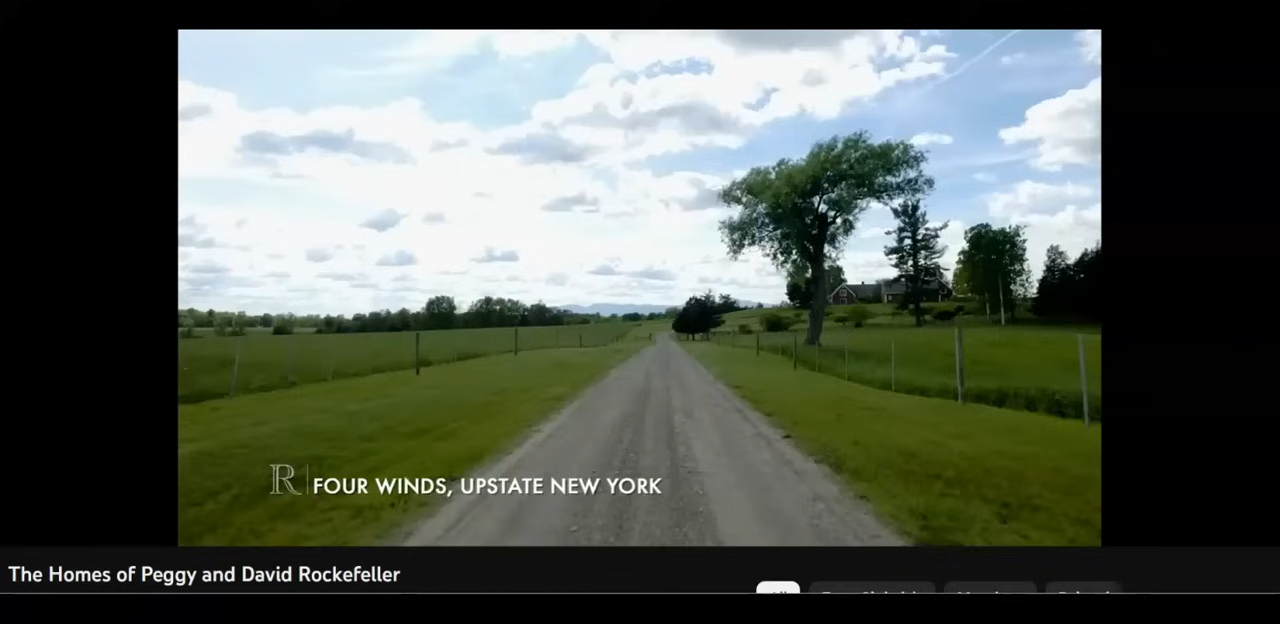 R FOUR WINDS, UPSTATE NEW YORK
The Homes of Peggy and David Rockefeller